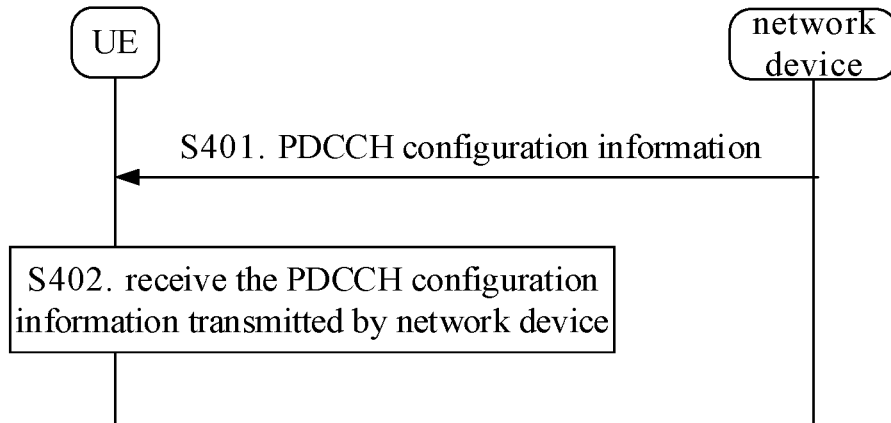 UE
network
device
S401. PDCCH configuration information
S402. receive the PDCCH configuration
information transmitted by network device